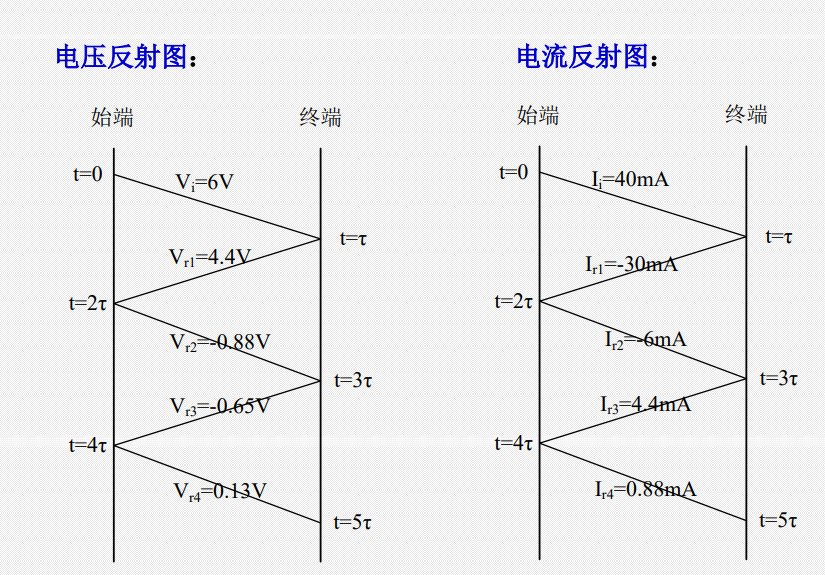 电压反射图：
始端
终端
t=0
Vi=6V
t=τ
Vr1=4.4V
t=2τ
Vr2=-0.88V
t=3τ
Vr3=-0.65V
t=4τ
Vr4=0.13V
t=5τ
电流反射图：
始端
终端
t=0
Ii=40mA
t=τ
Ir1=-30mA
t=2τ
Ir2=-6mA
t=3τ
Ir3=4.4mA
t=4τ
Ir4=0.88mA
t=5τ